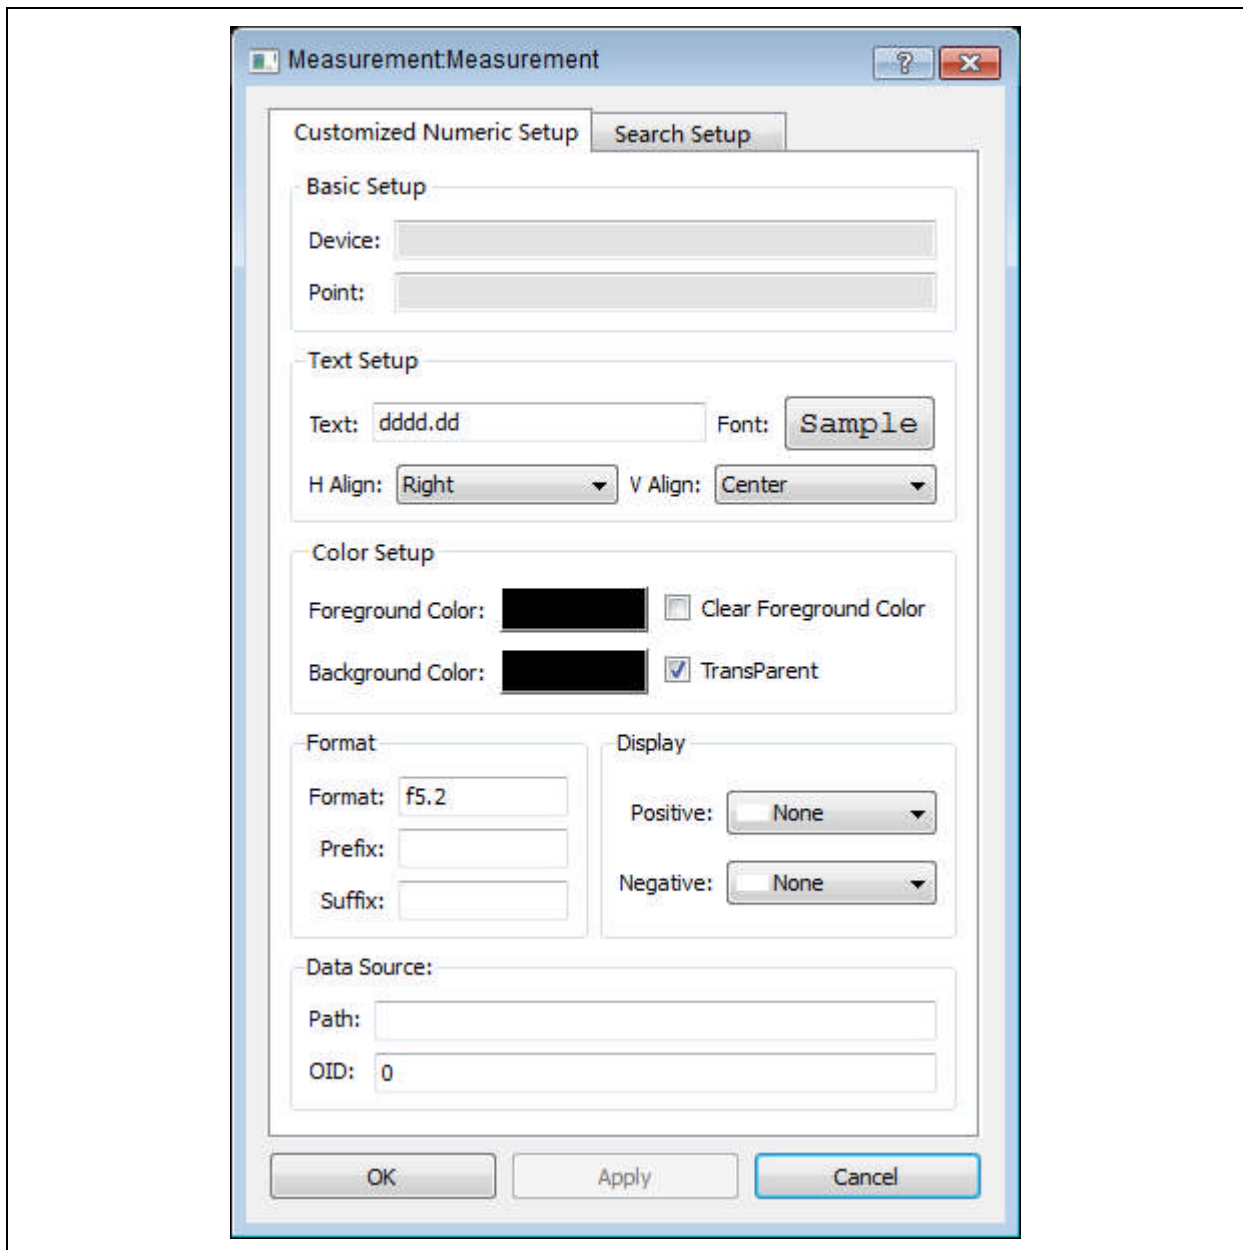 Measurement:Measurement
Customized Numeric Setup Search Setup
Basic Setup
Device:
Point:
Text Setup
Text: dddd.dd Font: Sample
H Align: Right V Align: Center
Color Setup
Foreground Color: Clear Foreground Color
Background Color: TransParent
Format Display
Format: f5.2
Positive: None
Prefix:
Negative: None
Suffix:
Data Source:
Path:
OID: 0
OK Apply Cancel